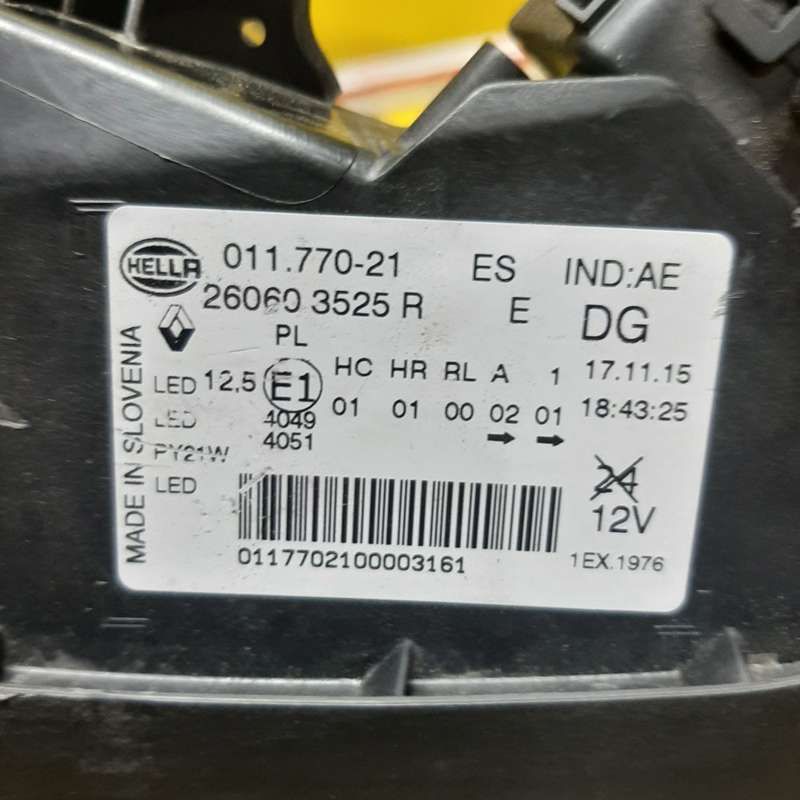 HELLA 011.770-21 ES IND:AE
26060 3525 R E DG
PL
LED 12,5 E1 HC HR RL A 1 17.11.15
LED 4049 01 01 00 02 01 18:43:25
PY21W 4051
LED 24
12V
0117702100003161 1EX.1976
MADE IN SLOVENIA